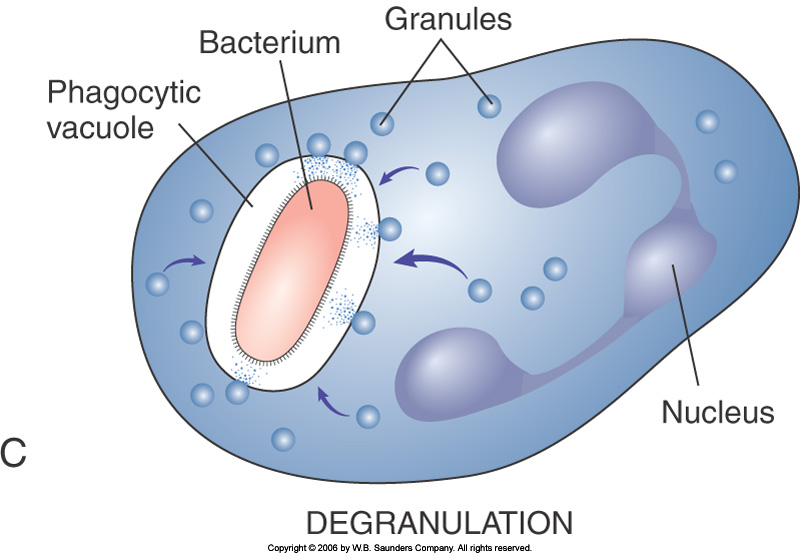 Granules
Bacterium
Phagocytic
vacuole
Nucleus
C
DEGRANULATION
Copyright © 2006 by W.B. Saunders Company. All rights reserved.